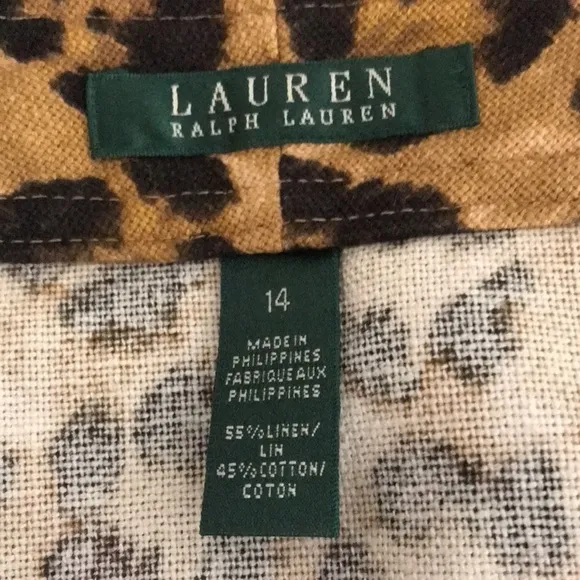 LAUREN
RALPH LAUREN
14
MADE IN
PHILIPPINES
FABRIQUE AUX
PHILIPPINES
55% LINEN/
LIN
45% COTTON/
COTON